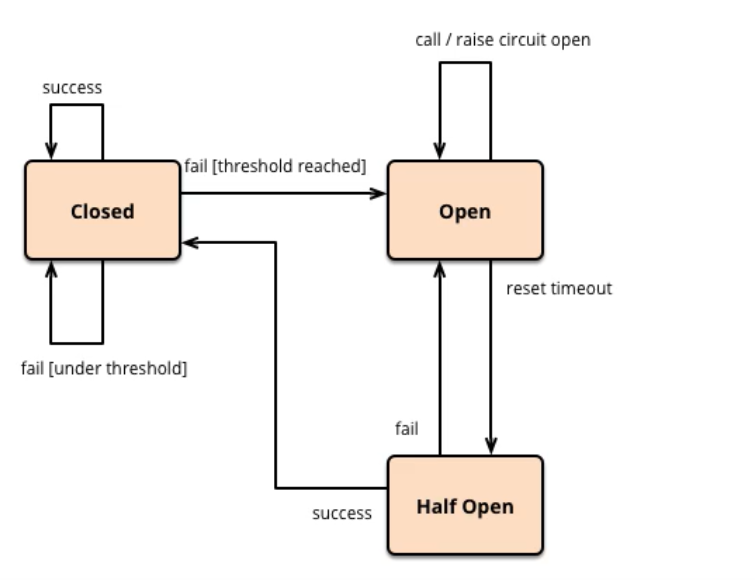 call / raise circuit open
success
fail [threshold reached]
Closed
Open
reset timeout
fail [under threshold]
fail
Half Open
success